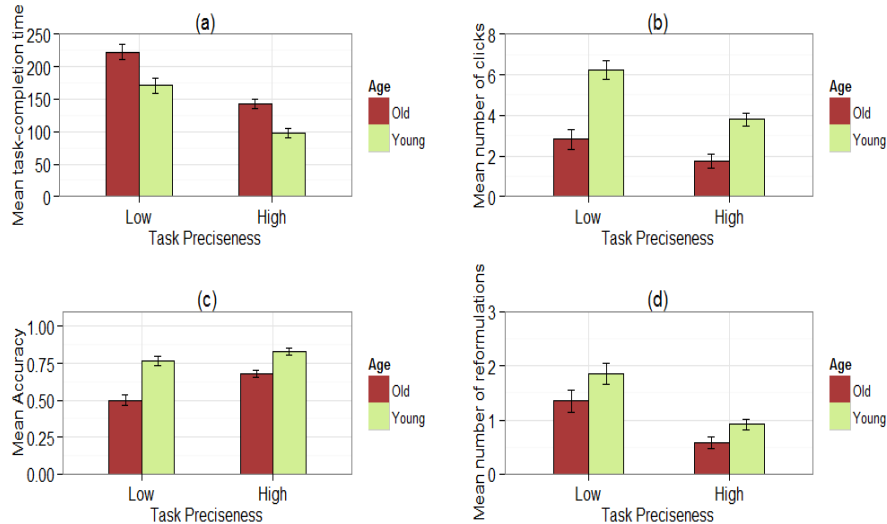 (a)
Mean task-completion time
250
200
150
100
50
0
Low High
Task Preciseness
Age
Old
Young
(b)
Mean number of clicks
8
6
4
2
0
Low High
Task Preciseness
Age
Old
Young
(c)
Mean Accuracy
1.00
0.75
0.50
0.25
0.00
Low High
Task Preciseness
Age
Old
Young
(d)
Mean number of reformulations
3
2
1
0
Low High
Task Preciseness
Age
Old
Young